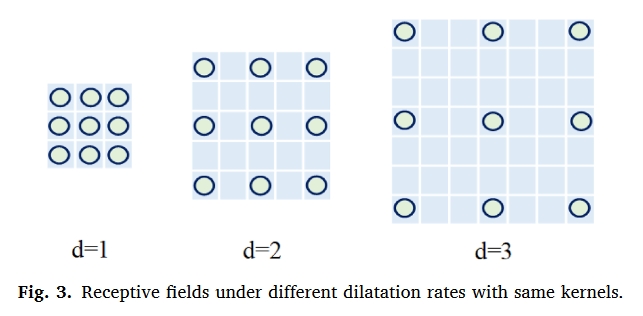 d=1
d=2
d=3
Fig. 3. Receptive fields under different dilatation rates with same kernels.